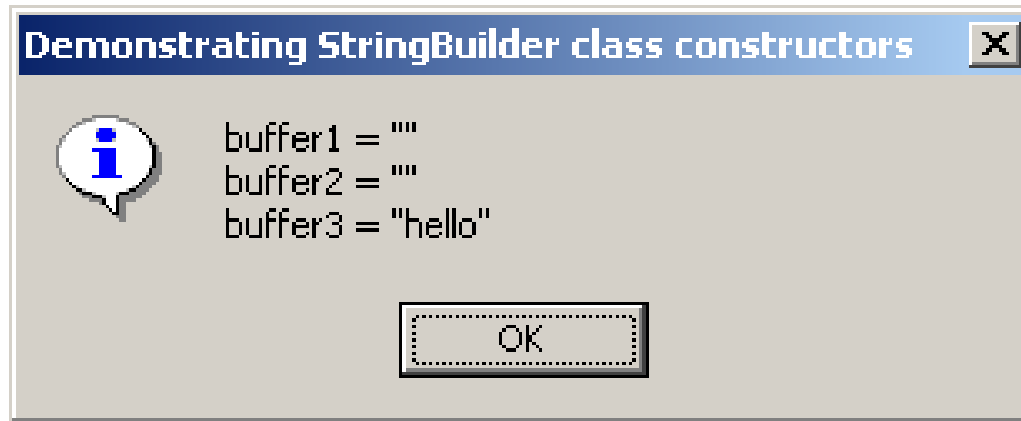 Demonstrating StringBuilder class constructors
buffer1 = ""
buffer2 = ""
buffer3 = "hello"
OK